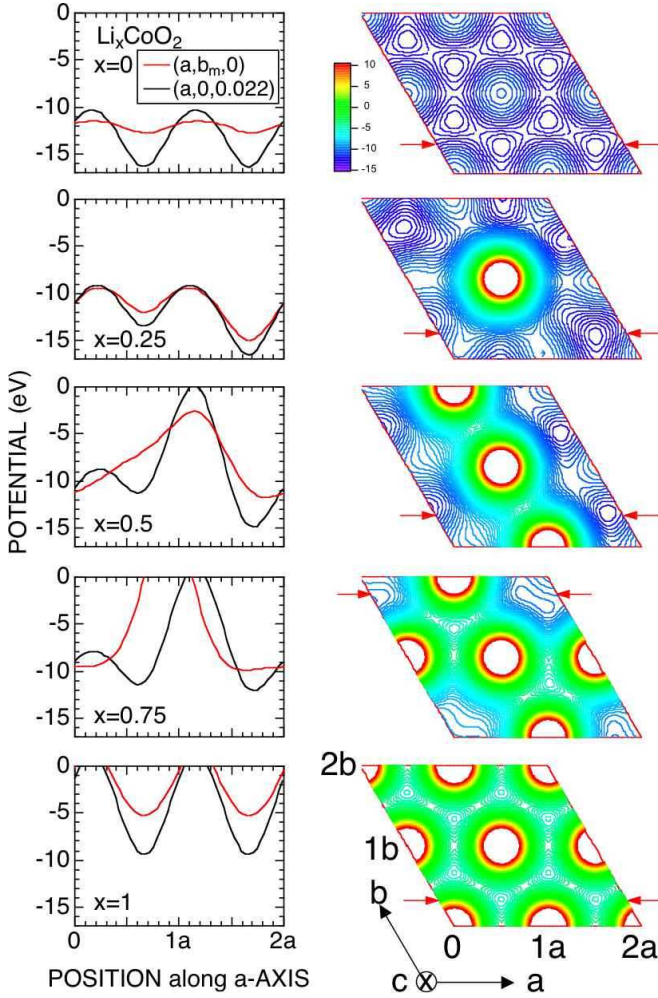 0
-5
-10
-15
LiₓCoO₂
x=0
(a,bₘ,0)
(a,0,0.022)
10
5
0
-5
-10
-15
0
-5
-10
-15
x=0.25
0
-5
-10
-15
x=0.5
POTENTIAL (eV)
0
-5
-10
-15
x=0.75
0
-5
-10
-15
x=1
0 1a 2a
POSITION along a-AXIS
2b
1b
b
0 1a 2a
c x a